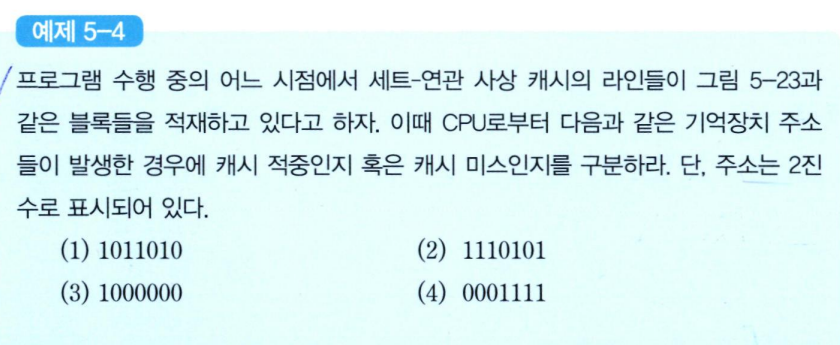 예제 5-4
프로그램 수행 중의 어느 시점에서 세트-연관 사상 캐시의 라인들이 그림 5-23과
같은 블록들을 적재하고 있다고 하자. 이때 CPU로부터 다음과 같은 기억장치 주소
들이 발생한 경우에 캐시 적중인지 혹은 캐시 미스인지를 구분하라. 단, 주소는 2진
수로 표시되어 있다.
(1) 1011010 (2) 1110101
(3) 1000000 (4) 0001111